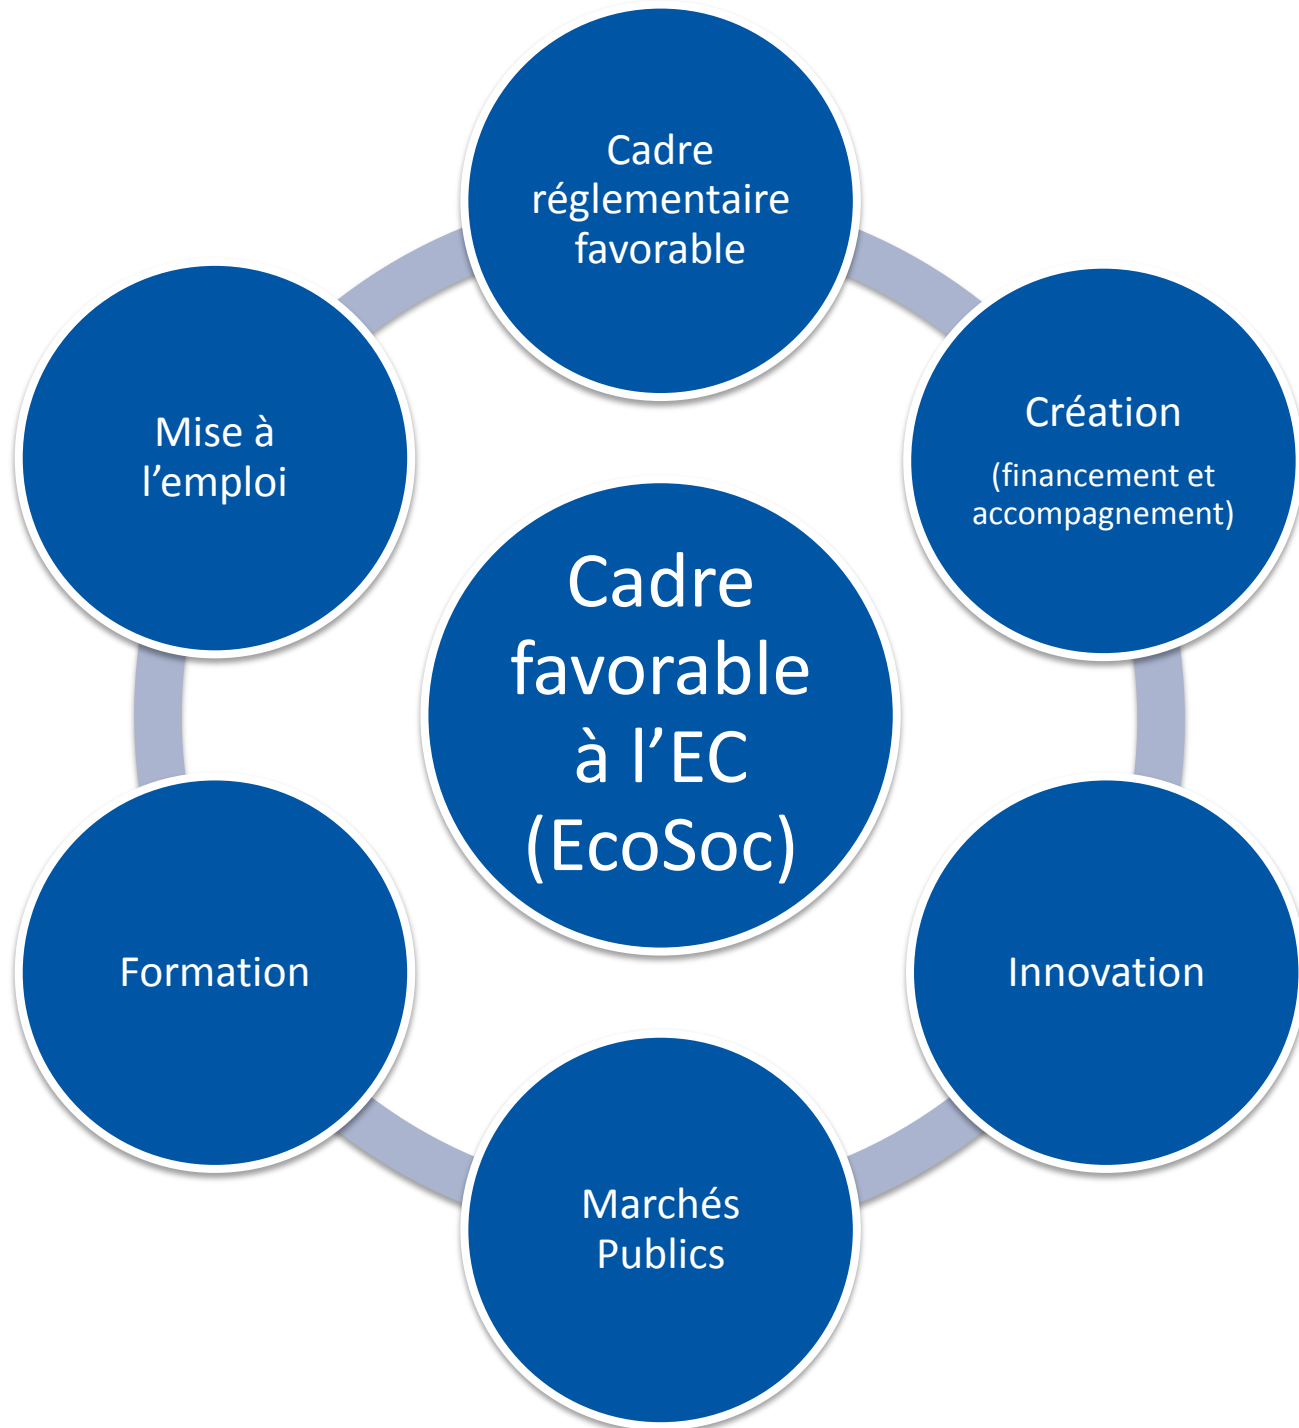 Cadre
réglementaire
favorable
Création
(financement et
accompagnement)
Mise à
l’emploi
Cadre
favorable
à l’EC
(EcoSoc)
Formation
Innovation
Marchés
Publics